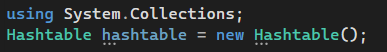 using System.Collections;
Hashtable hashtable = new Hashtable();